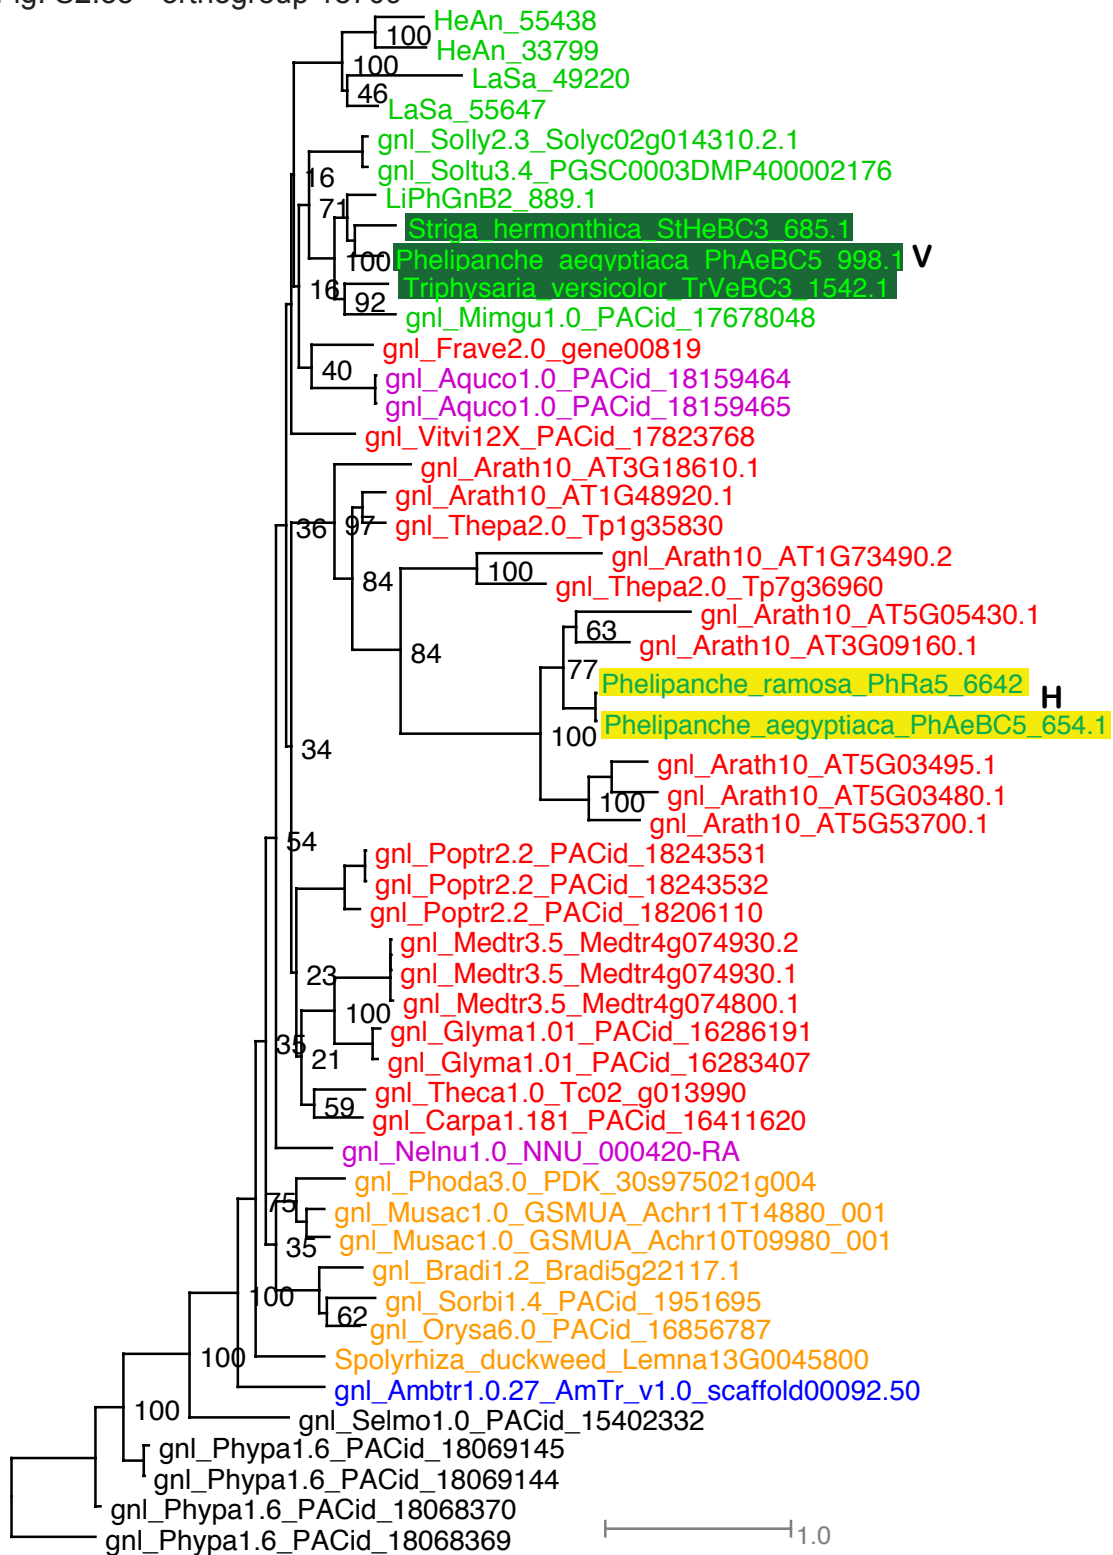 HeAn_55438
100
HeAn_33799
100
LaSa_49220
46
LaSa_55647
gnl_Solly2.3_Solyc02g014310.2.1
gnl_Soltu3.4_PGSC0003DMP400002176
16
LiPhGnB2_889.1
71
Striga_hermonthica_StHeBC3_685.1
100
Phelipanche_aegyptiaca_PhAeBC5_998.1
V
Triphysaria_versicolor_TrVeBC3_1542.1
16
92
gnl_Mimgu1.0_PACid_17678048
gnl_Frave2.0_gene00819
40
gnl_Aquco1.0_PACid_18159464
gnl_Aquco1.0_PACid_18159465
gnl_Vitvi12X_PACid_17823768
gnl_Arath10_AT3G18610.1
gnl_Arath10_AT1G48920.1
36
97
gnl_Thepa2.0_Tp1g35830
gnl_Arath10_AT1G73490.2
100
84
gnl_Thepa2.0_Tp7g36960
gnl_Arath10_AT5G05430.1
63
gnl_Arath10_AT3G09160.1
84
77
Phelipanche_ramosa_PhRa5_6642
H
Phelipanche_aegyptiaca_PhAeBC5_654.1
100
34
gnl_Arath10_AT5G03495.1
gnl_Arath10_AT5G03480.1
100
gnl_Arath10_AT5G53700.1
54
gnl_Poptr2.2_PACid_18243531
gnl_Poptr2.2_PACid_18243532
gnl_Poptr2.2_PACid_18206110
gnl_Medtr3.5_Medtr4g074930.2
23
gnl_Medtr3.5_Medtr4g074930.1
gnl_Medtr3.5_Medtr4g074800.1
100
gnl_Glyma1.01_PACid_16286191
35
21
gnl_Glyma1.01_PACid_16283407
gnl_Theca1.0_Tc02_g013990
59
gnl_Carpa1.181_PACid_16411620
gnl_Nelnu1.0_NNU_000420-RA
gnl_Phoda3.0_PDK_30s975021g004
75
gnl_Musac1.0_GSMUA_Achr11T14880_001
35
gnl_Musac1.0_GSMUA_Achr10T09980_001
gnl_Bradi1.2_Bradi5g22117.1
100
gnl_Sorbi1.4_PACid_1951695
62
gnl_Orysa6.0_PACid_16856787
100
Spolyrhiza_duckweed_Lemna13G0045800
gnl_Ambtr1.0.27_AmTr_v1.0_scaffold00092.50
100
gnl_Selmo1.0_PACid_15402332
gnl_Phypa1.6_PACid_18069145
gnl_Phypa1.6_PACid_18069144
gnl_Phypa1.6_PACid_18068370
gnl_Phypa1.6_PACid_18068369
1.0